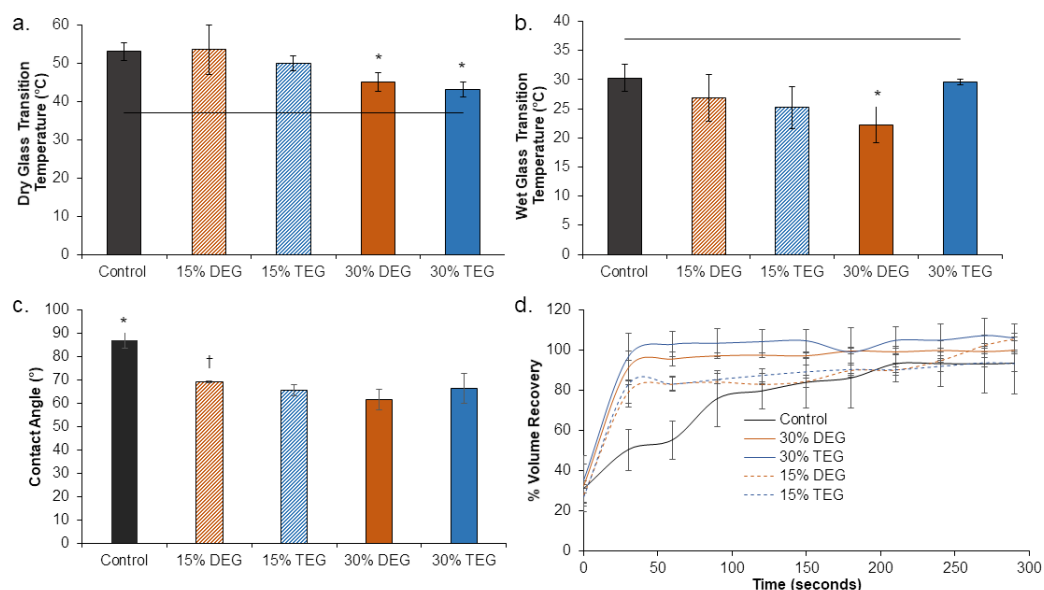 a.
Dry Glass Transition
Temperature (°C)
60
50
40
30
20
10
0
*
*
Control
15% DEG
15% TEG
30% DEG
30% TEG
b.
Wet Glass Transition
Temperature (°C)
40
35
30
25
20
15
10
5
0
*
Control
15% DEG
15% TEG
30% DEG
30% TEG
c.
Contact Angle (°)
100
90
80
70
60
50
40
30
20
10
0
*
†
Control
15% DEG
15% TEG
30% DEG
30% TEG
d.
% Volume Recovery
120
100
80
60
40
20
0
Control
30% DEG
30% TEG
15% DEG
15% TEG
0
50
100
150
200
250
300
Time (seconds)